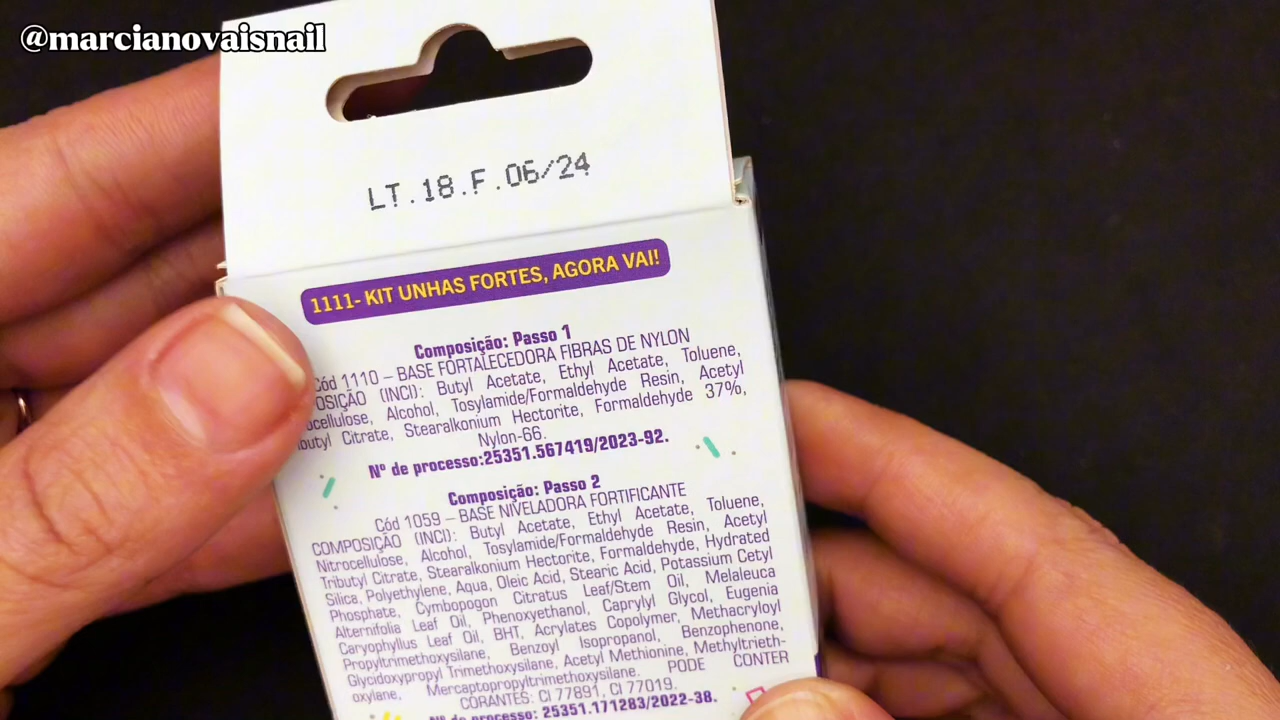 @marcianovaisnail
LT.18.F.06/24
1111- KIT UNHAS FORTES, AGORA VAI!
Composição: Passo 1
Cód 1110 – BASE FORTALECEDORA FIBRAS DE NYLON
(INCI): Butyl Acetate, Ethyl Acetate, Toluene,
Alcohol, Tosylamide/Formaldehyde Resin, Acetyl
Citrate, Stearalkonium Hectorite, Formaldehyde 37%,
Nylon-66.
Nº de processo:25351.567419/2023-92.
Composição: Passo 2
Cód 1059 – BASE NIVELADORA FORTIFICANTE
COMPOSIÇÃO (INCI): Butyl Acetate, Ethyl Acetate, Toluene,
Nitrocellulose, Alcohol, Tosylamide/Formaldehyde Resin, Acetyl
Tributyl Citrate, Stearalkonium Hectorite, Formaldehyde, Hydrated
Silica, Polyethylene, Aqua, Oleic Acid, Stearic Acid, Potassium Cetyl
Phosphate, Cymbopogon Citratus Leaf/Stem Oil, Melaleuca
Alternifolia Leaf Oil, Phenoxyethanol, Caprylyl Glycol, Eugenia
Caryophyllus Leaf Oil, BHT, Acrylates Copolymer, Methacryloyl
Propyltrimethoxysilane, Benzoyl Isopropanol, Benzophenone,
Glycidoxypropyl Trimethoxysilane, Acetyl Methionine, Methyltrieth-
oxylane, Mercaptopropyltrimethoxysilane. PODE CONTER
CORANTES: CI 77891, CI 77019.
Nº de processo: 25351.171283/2022-38.